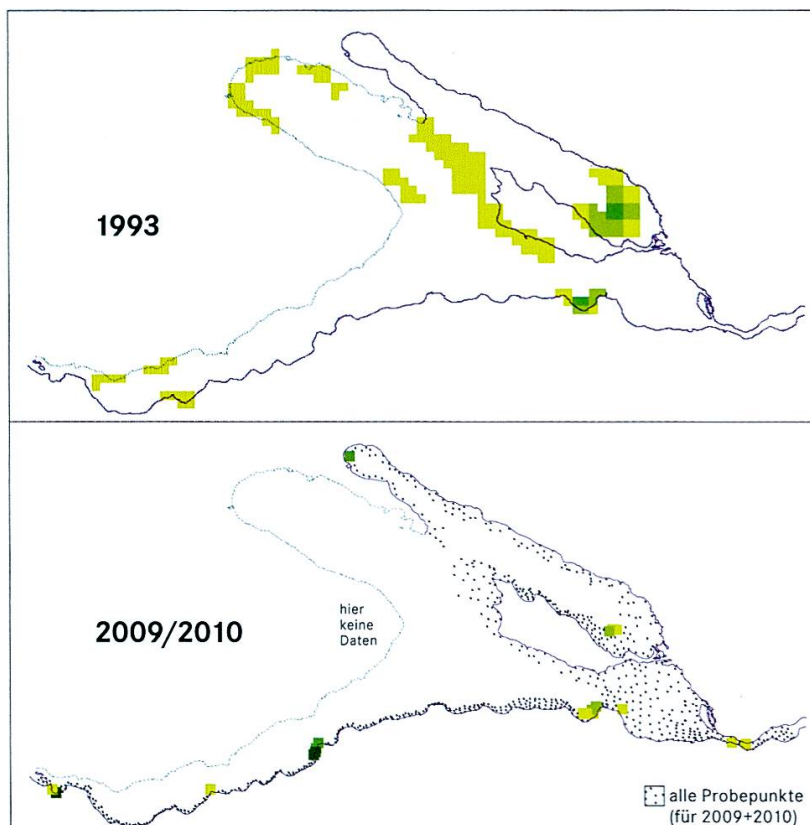 1993
2009/2010
hier
keine
Daten
alle Probepunkte
(für 2009+2010)